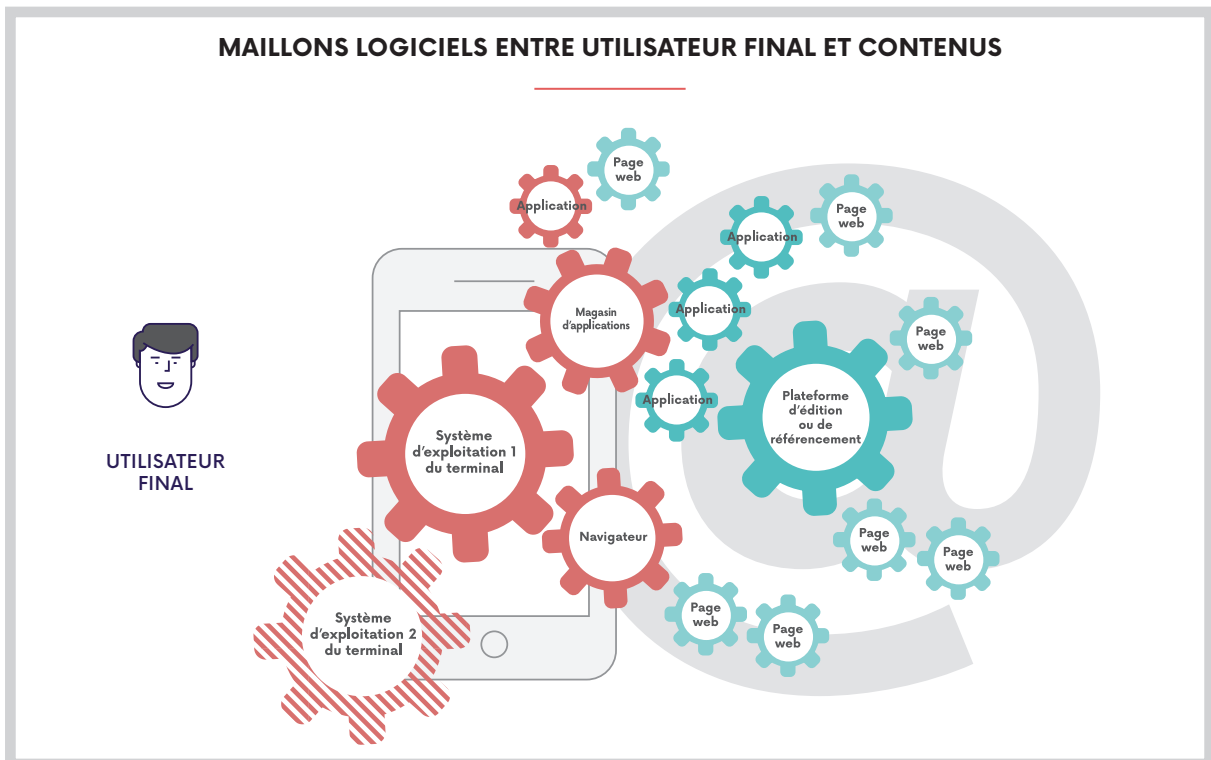 MAILLONS LOGICIELS ENTRE UTILISATEUR FINAL ET CONTENUS
Page
web
Application
Page
web
Application
Magasin
d'applications
Application
Page
web
Application
Plateforme
d'édition
ou de
référencement
Système
d'exploitation 1
du terminal
UTILISATEUR
FINAL
Navigateur
Page
web
Page
web
Page
web
Page
web
Système
d'exploitation 2
du terminal